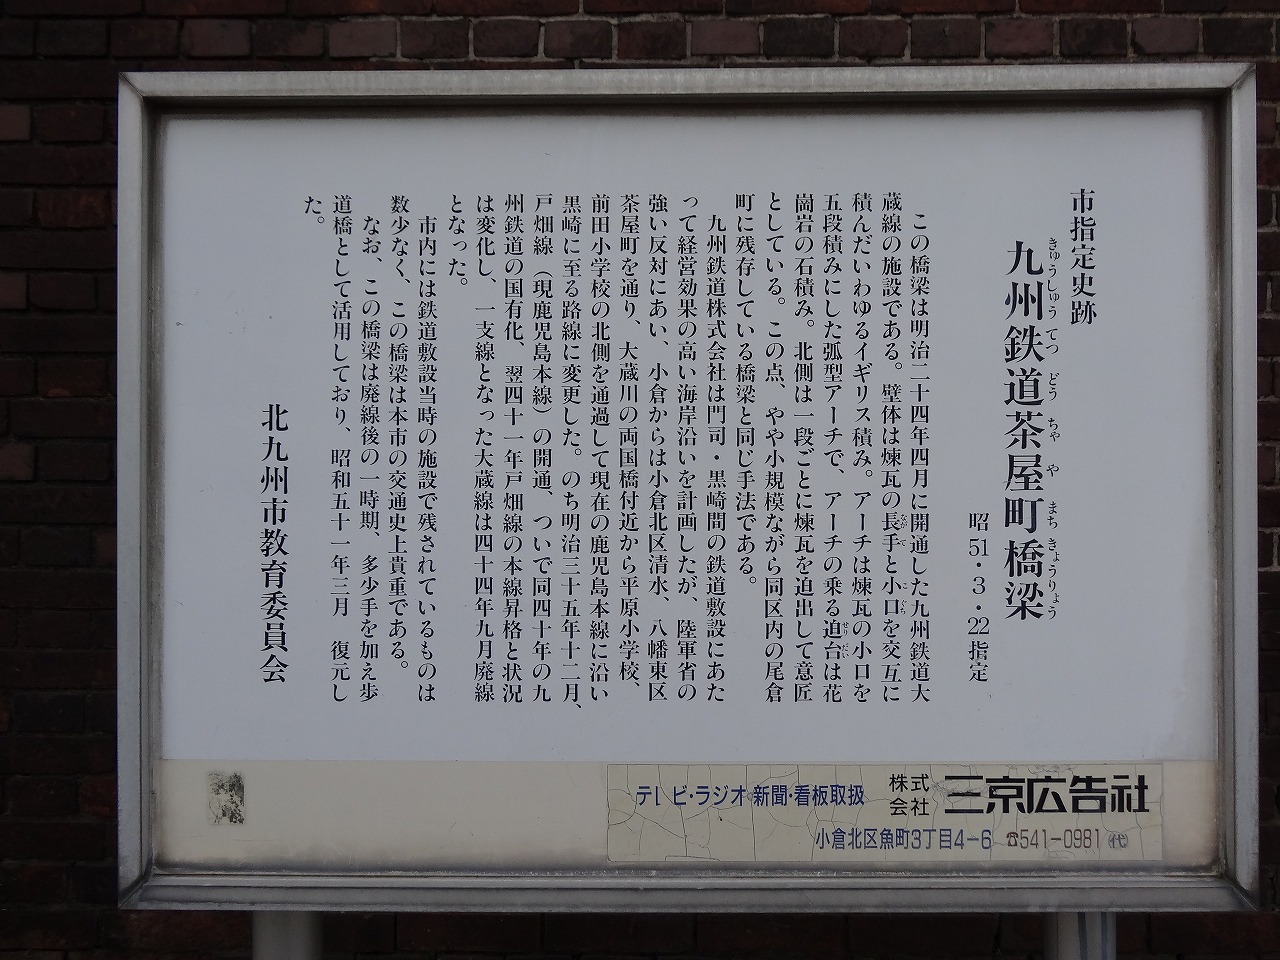 市指定史跡
九州鉄道茶屋町橋梁
きゅうしゅうてつどうちゃやまちきょうりょう
昭51・3・22指定
この橋梁は明治二十四年四月に開通した九州鉄道大
蔵線の施設である。壁体は煉瓦の長手と小口を交互に
ながて こぐち
積んだいわゆるイギリス積み。アーチは煉瓦の小口を
五段積みにした弧型アーチで、アーチの乗る迫台は花
せりだい
崗岩の石積み。北側は一段ごとに煉瓦を迫出して意匠
としている。この点、やや小規模ながら同区内の尾倉
町に残存している橋梁と同じ手法である。
九州鉄道株式会社は門司・黒崎間の鉄道敷設にあた
って経営効果の高い海岸沿いを計画したが、陸軍省の
強い反対にあい、小倉からは小倉北区清水、八幡東区
茶屋町を通り、大蔵川の両国橋付近から平原小学校、
前田小学校の北側を通過して現在の鹿児島本線に沿い
黒崎に至る路線に変更した。のち明治三十五年十二月、
戸畑線（現鹿児島本線）の開通、ついで同四十年の九
州鉄道の国有化、翌四十一年戸畑線の本線昇格と状況
は変化し、一支線となった大蔵線は四十四年九月廃線
となった。
市内には鉄道敷設当時の施設で残されているものは
数少なく、この橋梁は本市の交通史上貴重である。
なお、この橋梁は廃線後の一時期、多少手を加え歩
道橋として活用しており、昭和五十一年三月 復元し
た。
北九州市教育委員会
テレビ・ラジオ・新聞・看板取扱 株式会社 三京広告社
小倉北区魚町3丁目4-6 ☎541-0981(代)